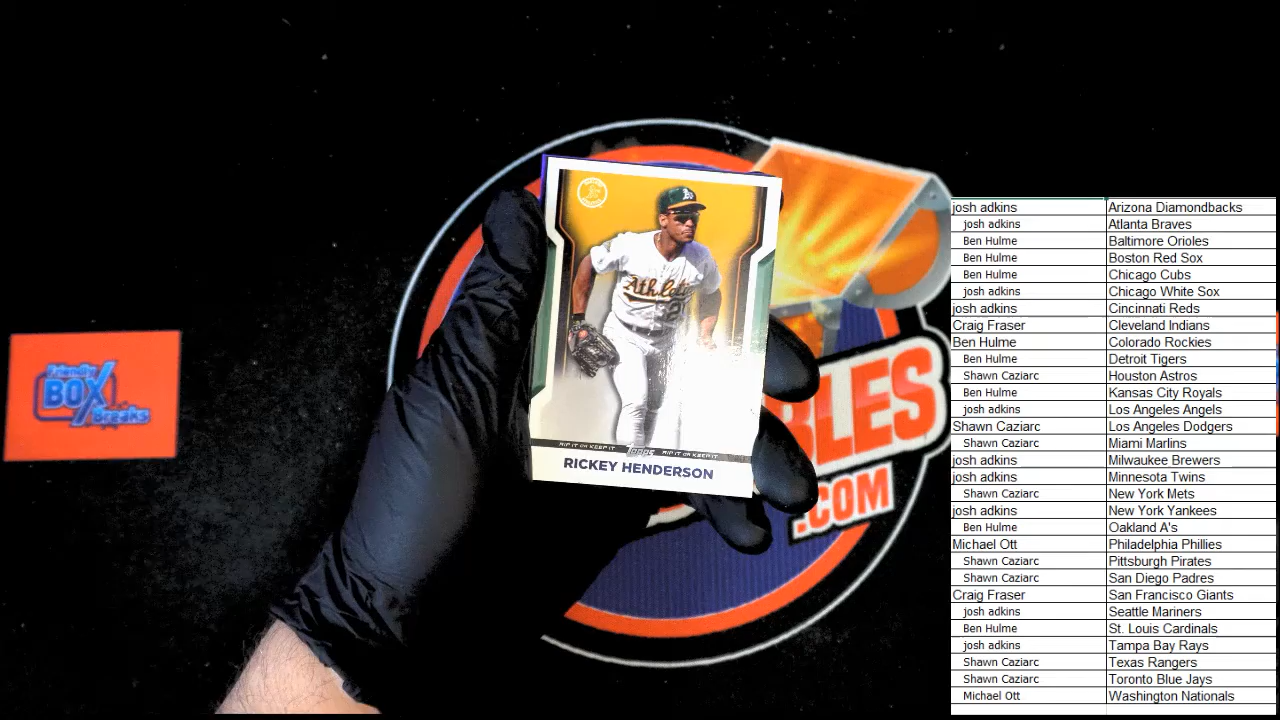 Friendly
BOX
Breaks
A's
Athletic
RIP IT OR KEEP IT Topps RIP IT OR KEEP IT
RICKEY HENDERSON
BLES
.COM
josh adkins Arizona Diamondbacks
josh adkins Atlanta Braves
Ben Hulme Baltimore Orioles
Ben Hulme Boston Red Sox
Ben Hulme Chicago Cubs
josh adkins Chicago White Sox
josh adkins Cincinnati Reds
Craig Fraser Cleveland Indians
Ben Hulme Colorado Rockies
Ben Hulme Detroit Tigers
Shawn Caziarc Houston Astros
Ben Hulme Kansas City Royals
josh adkins Los Angeles Angels
Shawn Caziarc Los Angeles Dodgers
Shawn Caziarc Miami Marlins
josh adkins Milwaukee Brewers
josh adkins Minnesota Twins
Shawn Caziarc New York Mets
josh adkins New York Yankees
Ben Hulme Oakland A's
Michael Ott Philadelphia Phillies
Shawn Caziarc Pittsburgh Pirates
Shawn Caziarc San Diego Padres
Craig Fraser San Francisco Giants
josh adkins Seattle Mariners
Ben Hulme St. Louis Cardinals
josh adkins Tampa Bay Rays
Shawn Caziarc Texas Rangers
Shawn Caziarc Toronto Blue Jays
Michael Ott Washington Nationals